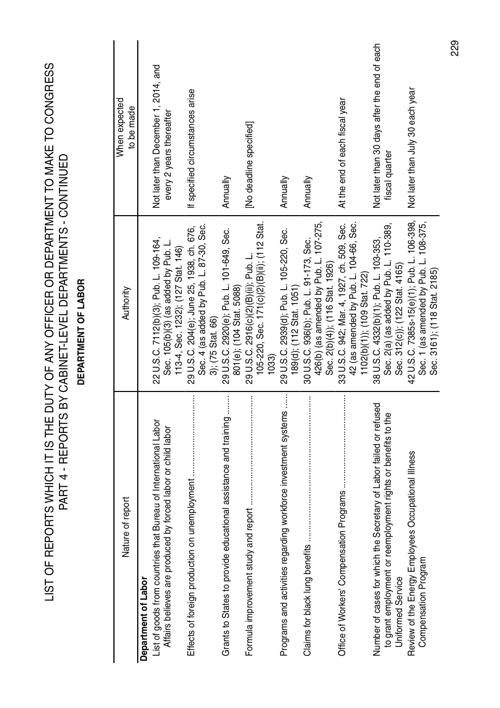 LIST OF REPORTS WHICH IT IS THE DUTY OF ANY OFFICER OR DEPARTMENT TO MAKE TO CONGRESS
PART 4 - REPORTS BY CABINET-LEVEL DEPARTMENTS - CONTINUED
DEPARTMENT OF LABOR
Nature of report
Authority
When expected
to be made
Department of Labor
List of goods from countries that Bureau of International Labor
Affairs believes are produced by forced labor or child labor
22 U.S.C. 7112(b)(3); Pub. L. 109-164,
Sec. 105(b)(3) (as added by Pub. L.
113-4, Sec. 1232); (127 Stat. 146)
Not later than December 1, 2014, and
every 2 years thereafter
Effects of foreign production on unemployment
29 U.S.C. 204(e); June 25, 1938, ch. 676,
Sec. 4 (as added by Pub. L. 87-30, Sec.
3); (75 Stat. 66)
If specified circumstances arise
Grants to States to provide educational assistance and training
29 U.S.C. 2920(e); Pub. L. 101-649, Sec.
801(e); (104 Stat. 5088)
Annually
Formula improvement study and report
29 U.S.C. 2916(c)(2)(B)(ii); Pub. L.
105-220, Sec. 171(c)(2)(B)(ii); (112 Stat.
1033)
[No deadline specified]
Programs and activities regarding workforce investment systems
29 U.S.C. 2939(d); Pub. L. 105-220, Sec.
189(d); (112 Stat. 1051)
Annually
Claims for black lung benefits
30 U.S.C. 936(b); Pub. L. 91-173, Sec.
426(b) (as amended by Pub. L. 107-275,
Sec. 2(b)(4)); (116 Stat. 1926)
Annually
Office of Workers' Compensation Programs
33 U.S.C. 942; Mar. 4, 1927, ch. 509, Sec.
42 (as amended by Pub. L. 104-66, Sec.
1102(b)(1)); (109 Stat. 722)
At the end of each fiscal year
Number of cases for which the Secretary of Labor failed or refused
to grant employment or reemployment rights or benefits to the
Uniformed Service
38 U.S.C. 4332(b)(1); Pub. L. 103-353,
Sec. 2(a) (as added by Pub. L. 110-389,
Sec. 312(c)); (122 Stat. 4165)
Not later than 30 days after the end of each
fiscal quarter
Review of the Energy Employees Occupational Illness
Compensation Program
42 U.S.C. 7385s-15(e)(1); Pub. L. 106-398,
Sec. 1 (as amended by Pub. L. 108-375,
Sec. 3161); (118 Stat. 2185)
Not later than July 30 each year
229